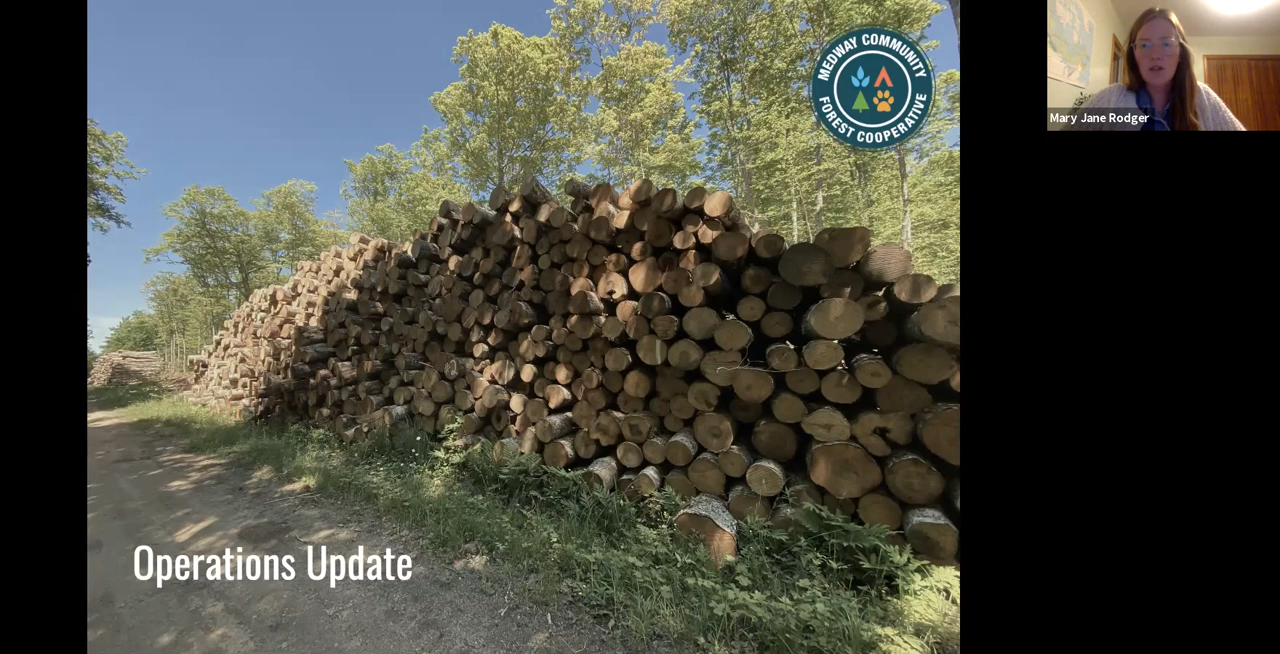 MEDWAY COMMUNITY
FOREST COOPERATIVE
Mary Jane Rodger
Operations Update